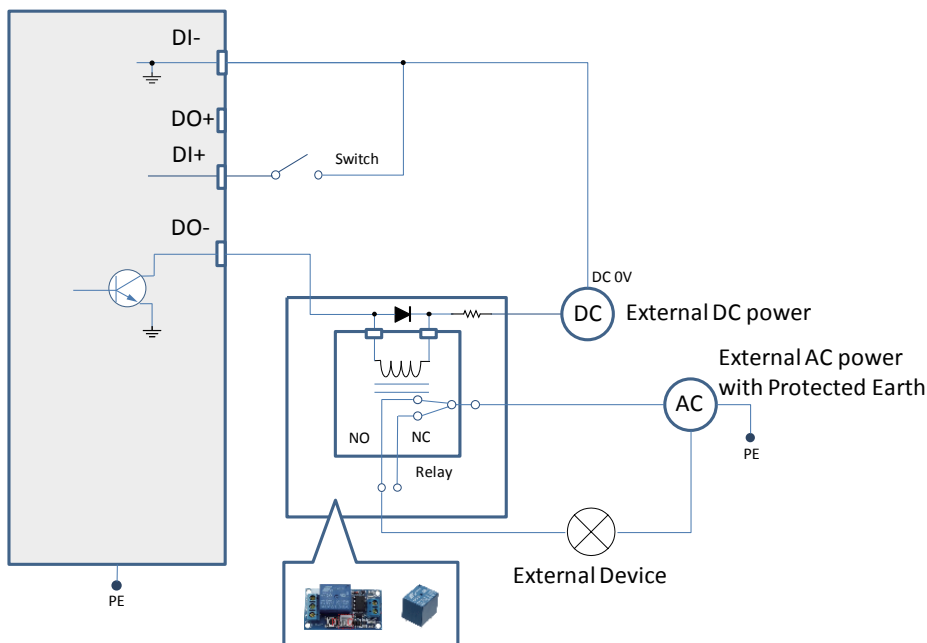 DI-
DO+
DI+
Switch
DO-
DC 0V
DC
External DC power
External AC power
with Protected Earth
AC
NO
NC
PE
Relay
External Device
PE